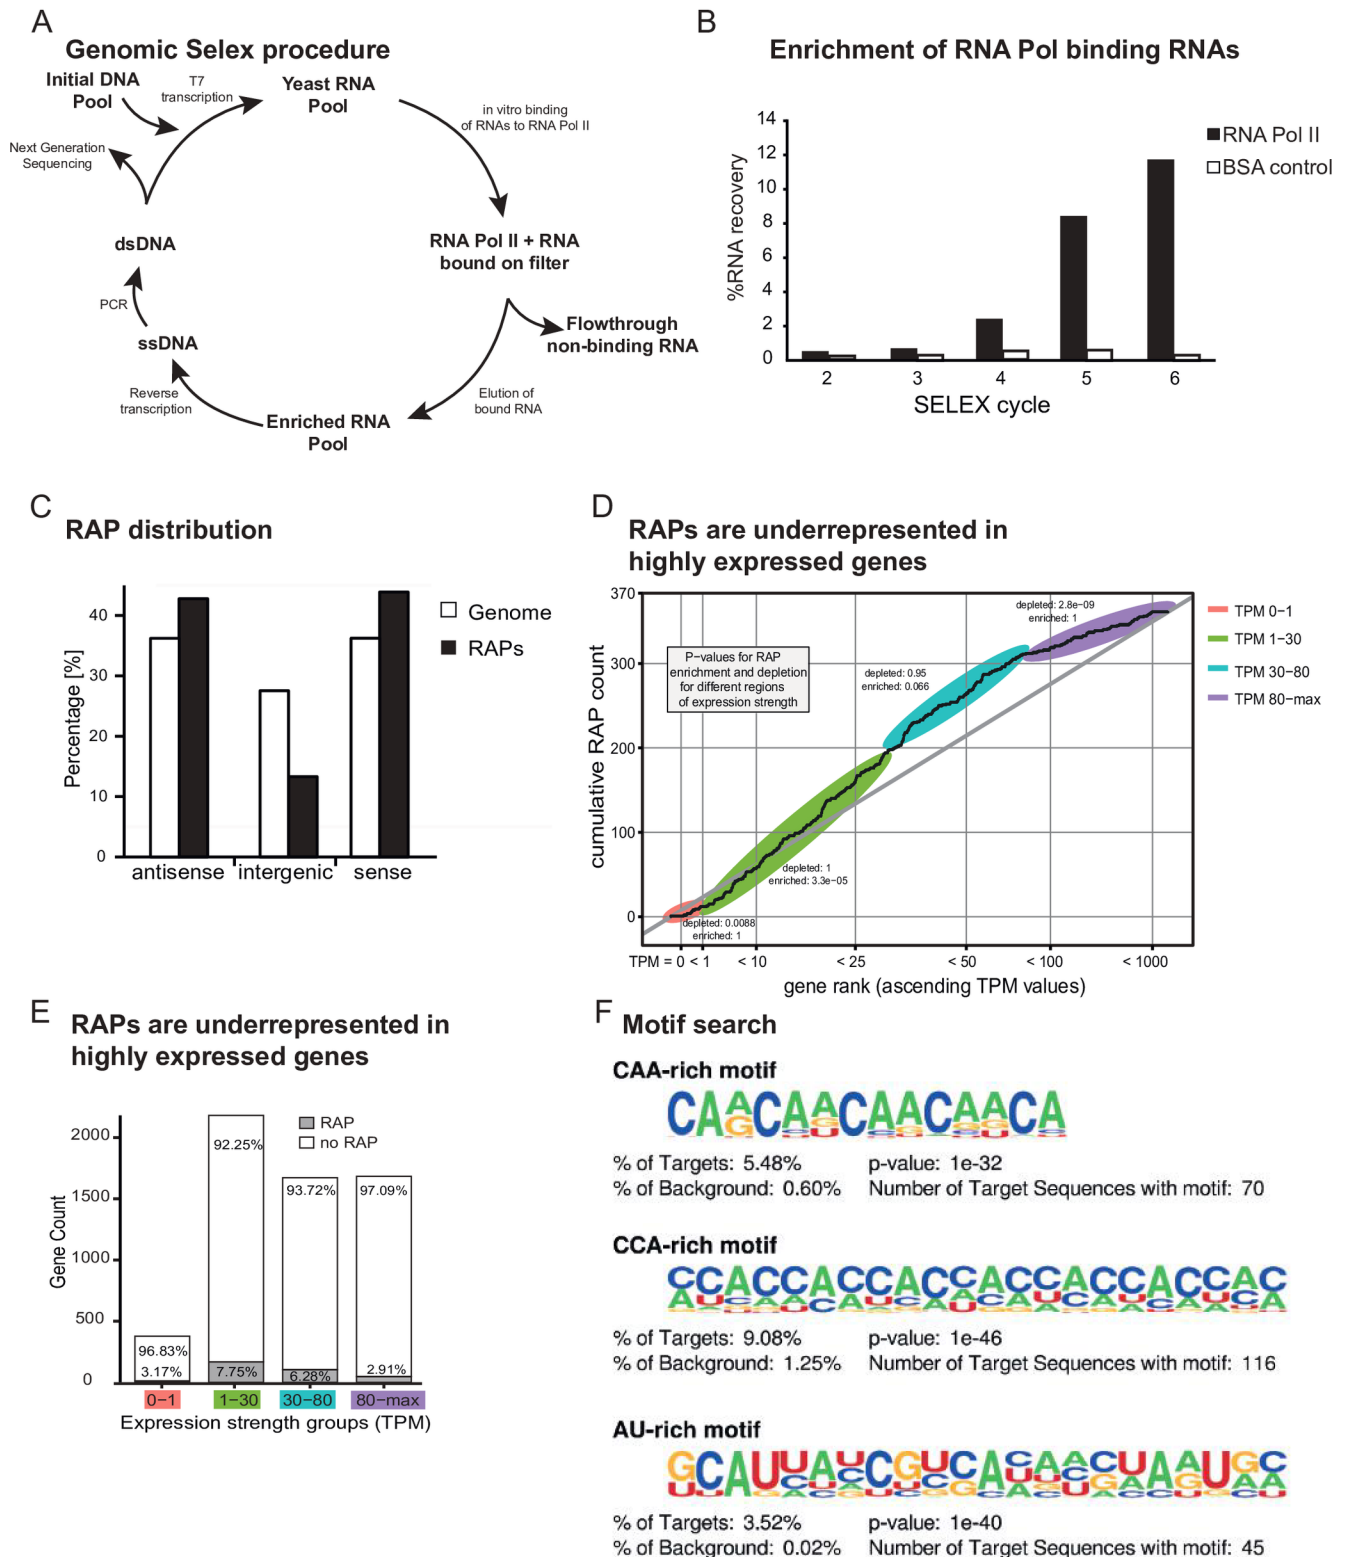 A
Genomic Selex procedure
Initial DNA
Pool
T7
transcription
Yeast RNA
Pool
in vitro binding
of RNAs to RNA Pol II
Next Generation
Sequencing
dsDNA
RNA Pol II + RNA
bound on filter
PCR
ssDNA
Flowthrough
non-binding RNA
Reverse
transcription
Elution of
bound RNA
Enriched RNA
Pool
B
Enrichment of RNA Pol binding RNAs
14
12
10
8
6
4
2
0
%RNA recovery
RNA Pol II
BSA control
2 3 4 5 6
SELEX cycle
C
RAP distribution
Percentage [%]
40
30
20
10
0
Genome
RAPs
antisense intergenic sense
D
RAPs are underrepresented in
highly expressed genes
cumulative RAP count
370
300
200
100
0
P−values for RAP
enrichment and depletion
for different regions
of expression strength
depleted: 2.8e−09
enriched: 1
depleted: 0.95
enriched: 0.066
depleted: 1
enriched: 3.3e−05
depleted: 0.0088
enriched: 1
TPM 0−1
TPM 1−30
TPM 30−80
TPM 80−max
TPM = 0 < 1 < 10 < 25 < 50 < 100 < 1000
gene rank (ascending TPM values)
E
RAPs are underrepresented in
highly expressed genes
Gene Count
2000
1500
1000
500
0
RAP
no RAP
92.25%
93.72%
97.09%
96.83%
3.17%
7.75%
6.28%
2.91%
0−1 1−30 30−80 80−max
Expression strength groups (TPM)
F
Motif search
CAA-rich motif
CAACAACAACAACA
% of Targets: 5.48% p-value: 1e-32
% of Background: 0.60% Number of Target Sequences with motif: 70
CCA-rich motif
CCACCACCACCACCACCACCAC
% of Targets: 9.08% p-value: 1e-46
% of Background: 1.25% Number of Target Sequences with motif: 116
AU-rich motif
GCAUUAUCGUCACAACUAAUGC
% of Targets: 3.52% p-value: 1e-40
% of Background: 0.02% Number of Target Sequences with motif: 45